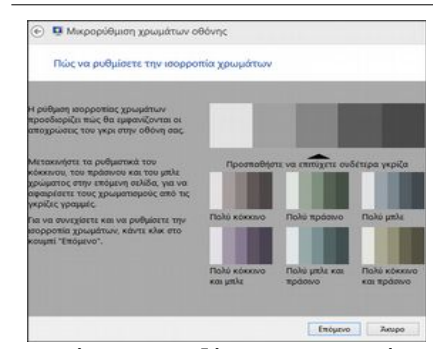 Μικρορύθμιση χρωμάτων οθόνης
Πώς να ρυθμίσετε την ισορροπία χρωμάτων
Η ρύθμιση ισορροπίας χρωμάτων
προσδιορίζει πώς θα εμφανίζονται οι
αποχρώσεις του γκρι στην οθόνη σας.
Μετακινήστε τα ρυθμιστικά του
κόκκινου, του πράσινου και του μπλε
χρώματος στην επόμενη σελίδα, για να
αφαιρέσετε τους χρωματισμούς από τις
γκρίζες γραμμές.
Για να συνεχίσετε και να ρυθμίσετε την
ισορροπία χρωμάτων, κάντε κλικ στο
κουμπί "Επόμενο".
Προσπαθήστε να επιτύχετε ουδέτερα γκρίζα
Πολύ κόκκινο Πολύ πράσινο Πολύ μπλε
Πολύ κόκκινο Πολύ μπλε και Πολύ κόκκινο
και μπλε πράσινο και πράσινο
Επόμενο Άκυρο